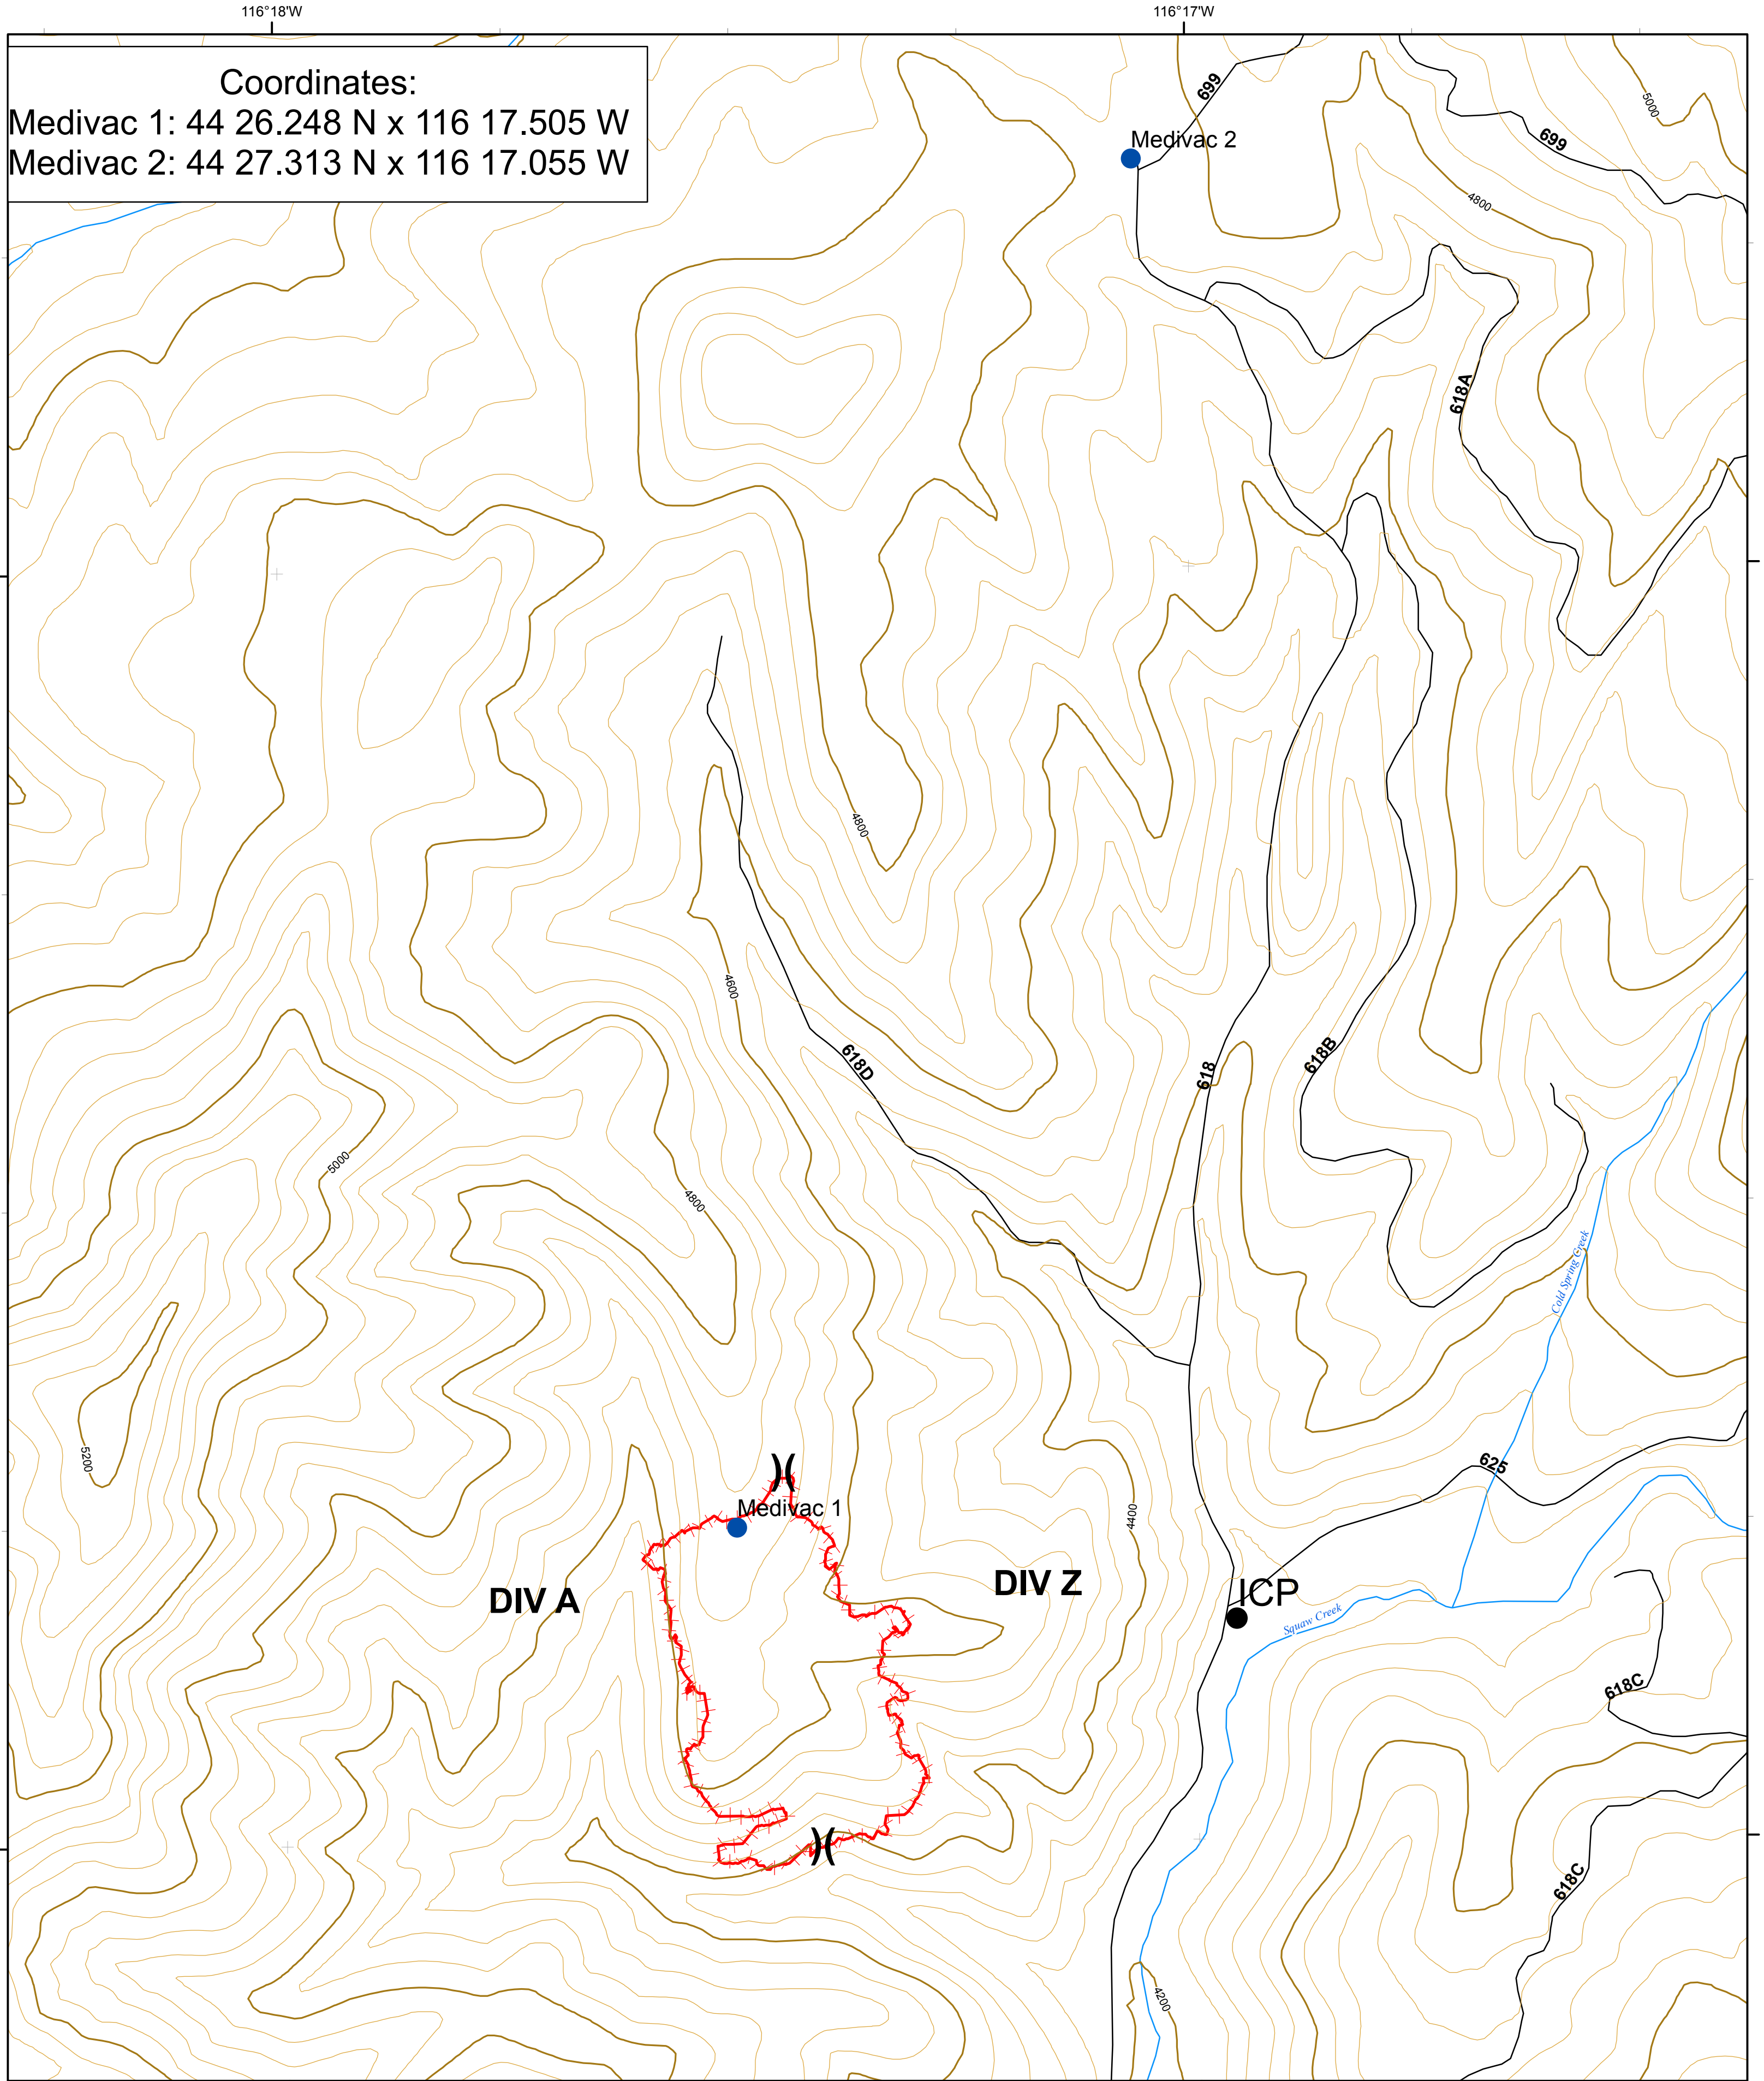 116°18'W
116°17'W
Coordinates:
Medivac 1: 44 26.248 N x 116 17.505 W
Medivac 2: 44 27.313 N x 116 17.055 W
699
5000
Medivac 2
699
4800
618A
4800
4600
618D
618
618B
5000
4800
Cold Spring Creek
5200
625
)(
Medivac 1
4400
DIV A
DIV Z
ICP
Squaw Creek
618C
)(
618C
4200